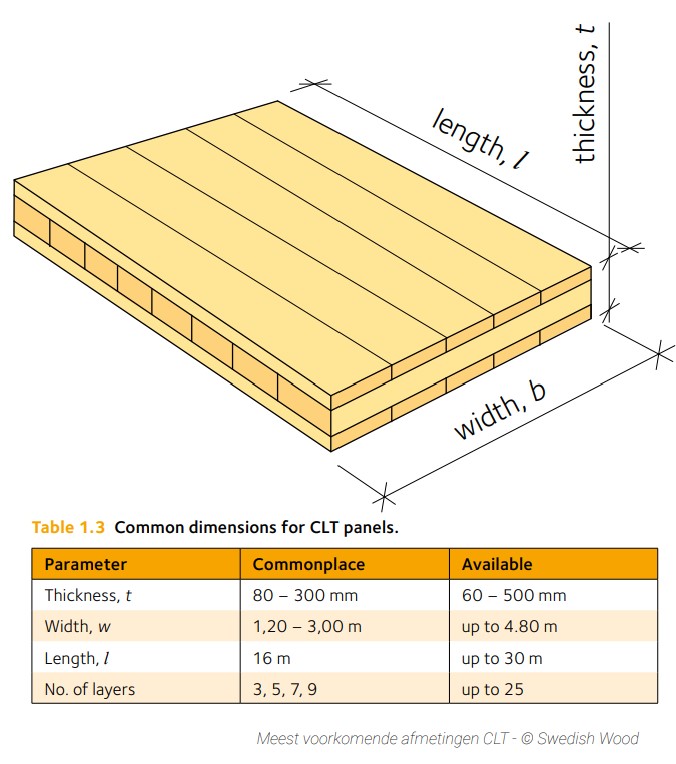 thickness, t
length, l
width, b
Table 1.3 Common dimensions for CLT panels.
Parameter Commonplace Available
Thickness, t 80 – 300 mm 60 – 500 mm
Width, w 1,20 – 3,00 m up to 4.80 m
Length, l 16 m up to 30 m
No. of layers 3, 5, 7, 9 up to 25
Meest voorkomende afmetingen CLT - © Swedish Wood